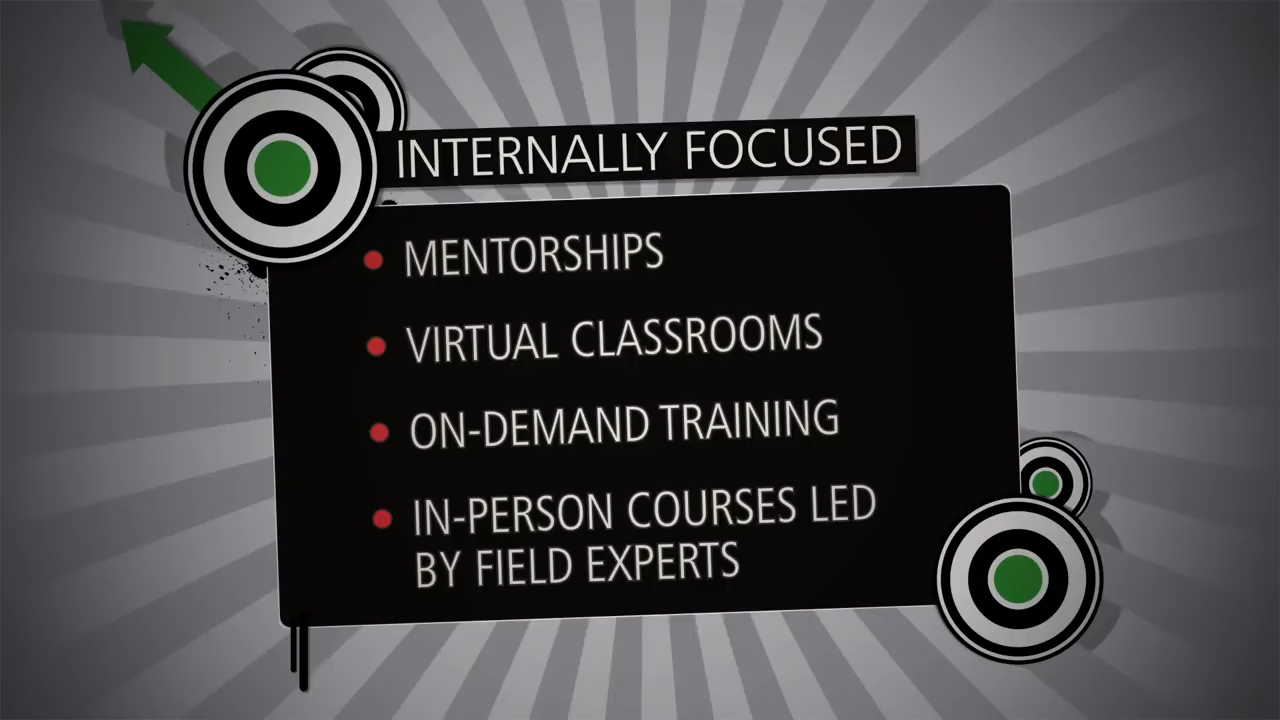 INTERNALLY FOCUSED
MENTORSHIPS
VIRTUAL CLASSROOMS
ON-DEMAND TRAINING
IN-PERSON COURSES LED
BY FIELD EXPERTS